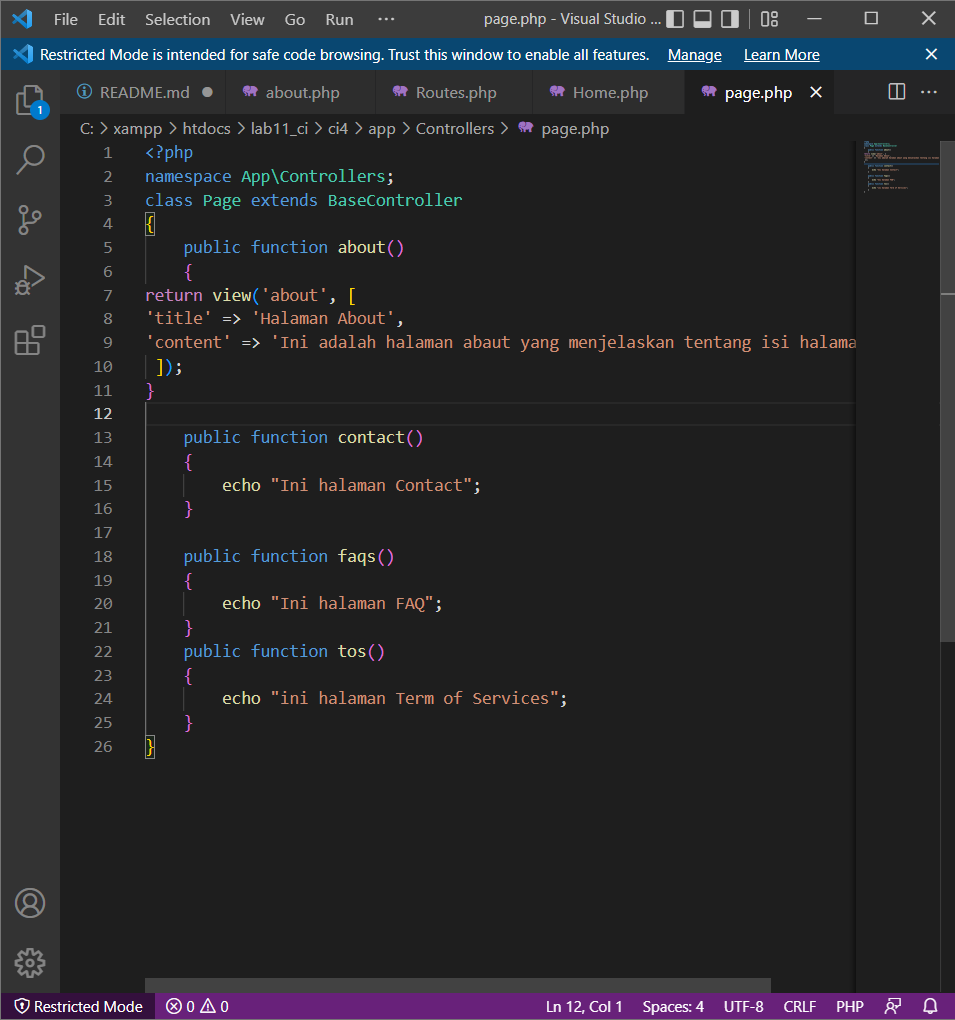 File Edit Selection View Go Run ··· page.php - Visual Studio ...
Restricted Mode is intended for safe code browsing. Trust this window to enable all features. Manage Learn More
README.md about.php Routes.php Home.php page.php ···
C: > xampp > htdocs > lab11_ci > ci4 > app > Controllers > page.php
1
1 <?php
2 namespace App\Controllers;
3 class Page extends BaseController
4 {
5 public function about()
6 {
7 return view('about', [
8 'title' => 'Halaman About',
9 'content' => 'Ini adalah halaman abaut yang menjelaskan tentang isi halama
10 ]);
11 }
12
13 public function contact()
14 {
15 echo "Ini halaman Contact";
16 }
17
18 public function faqs()
19 {
20 echo "Ini halaman FAQ";
21 }
22 public function tos()
23 {
24 echo "ini halaman Term of Services";
25 }
26 }
Restricted Mode 0 0 Ln 12, Col 1 Spaces: 4 UTF-8 CRLF PHP